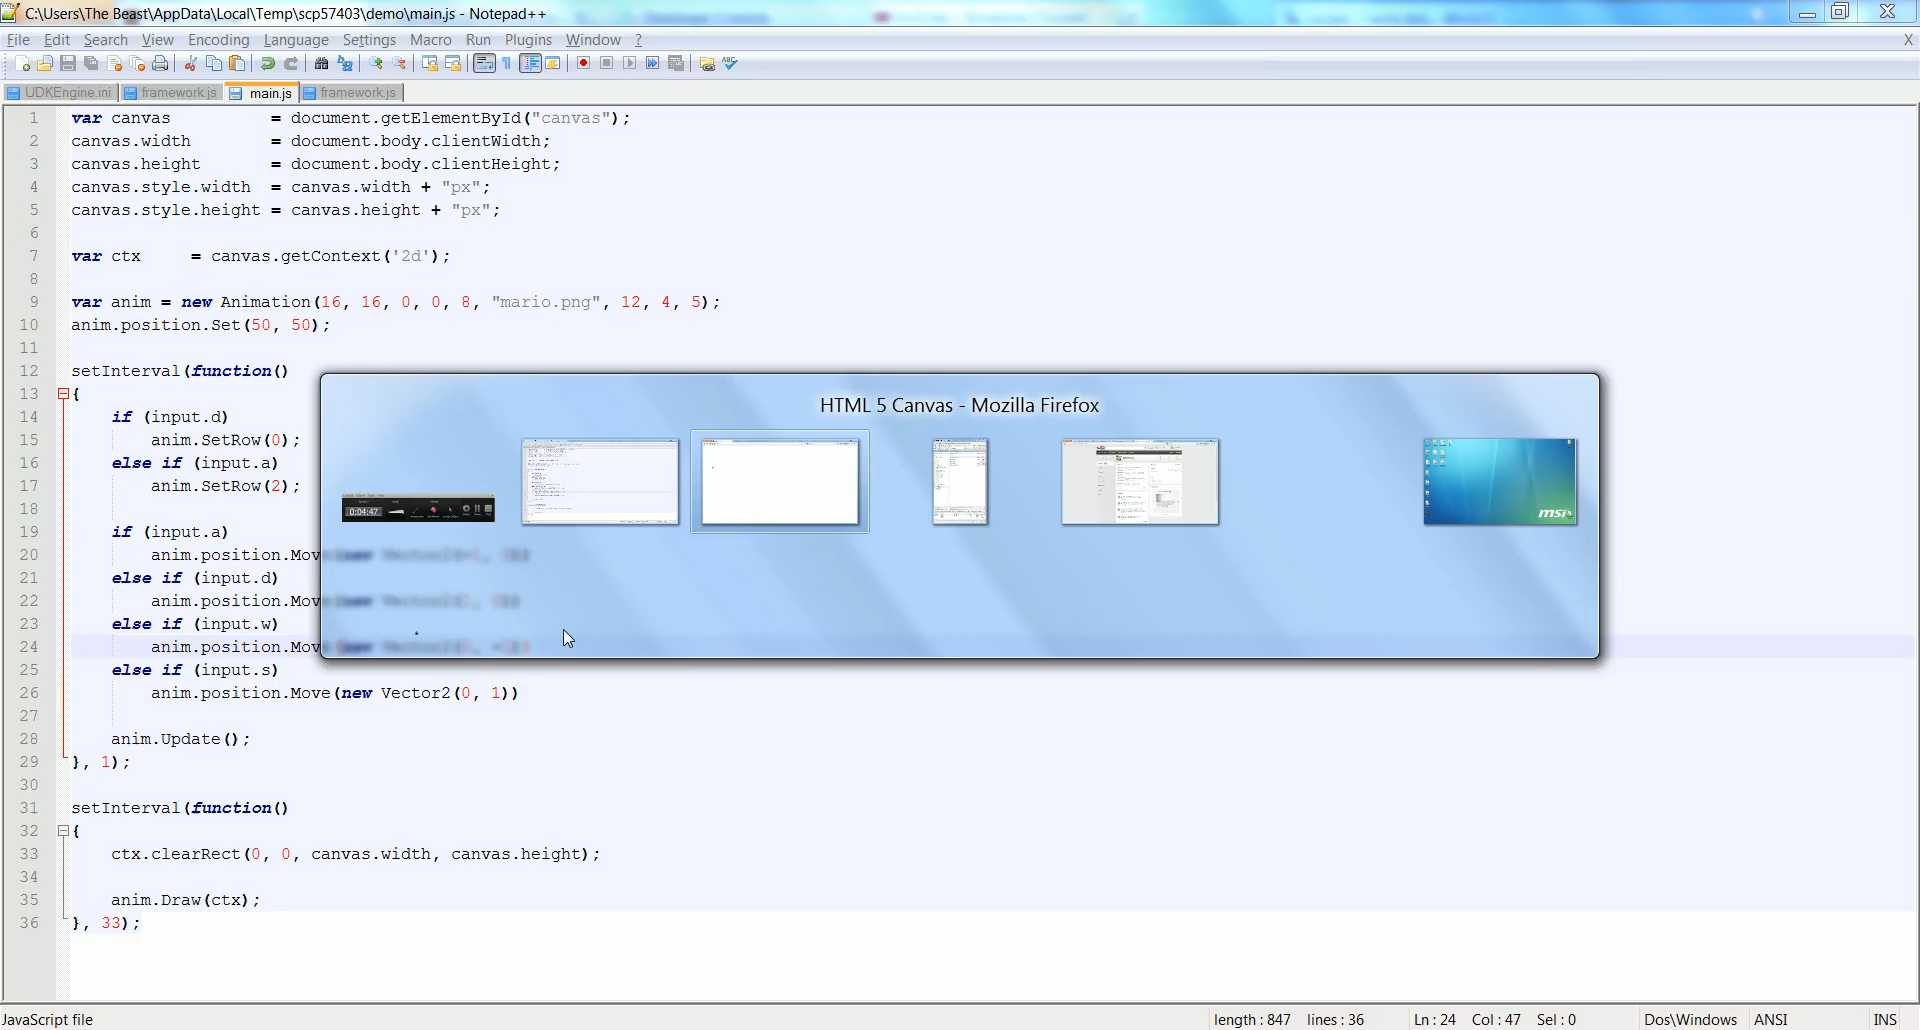 C:\Users\The Beast\AppData\Local\Temp\scp57403\demo\main.js - Notepad++
File Edit Search View Encoding Language Settings Macro Run Plugins Window ? X
UDKEngine.ini framework.js main.js framework.js
1 var canvas = document.getElementById("canvas");
2 canvas.width = document.body.clientWidth;
3 canvas.height = document.body.clientHeight;
4 canvas.style.width = canvas.width + "px";
5 canvas.style.height = canvas.height + "px";
6
7 var ctx = canvas.getContext('2d');
8
9 var anim = new Animation(16, 16, 0, 0, 8, "mario.png", 12, 4, 5);
10 anim.position.Set(50, 50);
11
12 setInterval(function()
13 {
14 if (input.d)
15 anim.SetRow(0);
16 else if (input.a)
17 anim.SetRow(2);
18
19 if (input.a)
20 anim.position.Mov
21 else if (input.d)
22 anim.position.Mov
23 else if (input.w)
24 anim.position.Mov
25 else if (input.s)
26 anim.position.Move(new Vector2(0, 1))
27
28 anim.Update();
29 }, 1);
30
31 setInterval(function()
32 {
33 ctx.clearRect(0, 0, canvas.width, canvas.height);
34
35 anim.Draw(ctx);
36 }, 33);
HTML 5 Canvas - Mozilla Firefox
0:04:47
msi
JavaScript file length : 847 lines : 36 Ln : 24 Col : 47 Sel : 0 Dos\Windows ANSI INS